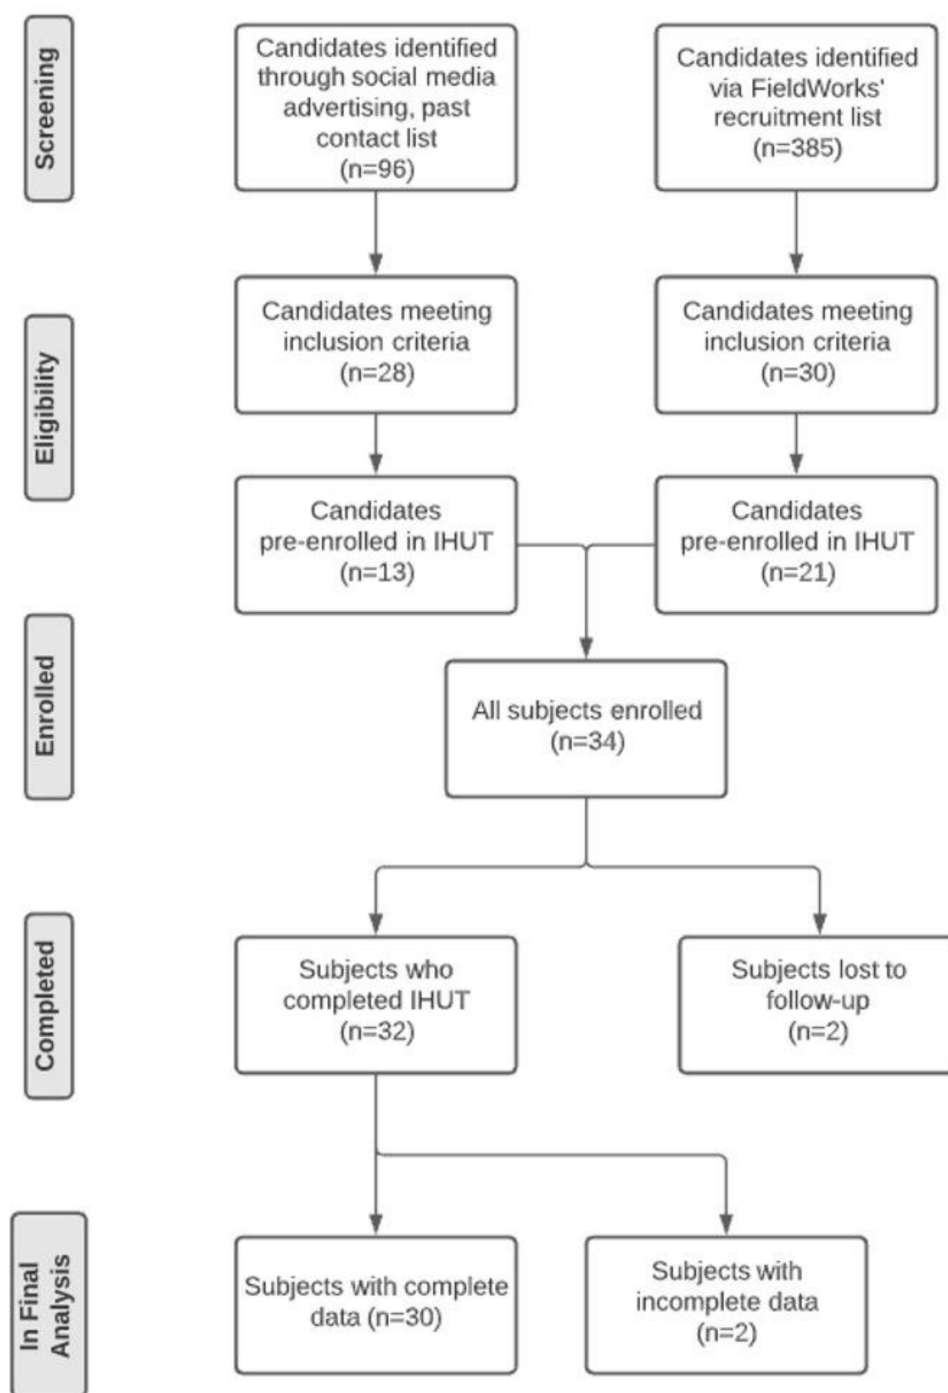 Screening
Candidates identified
through social media
advertising, past
contact list
(n=96)
Candidates identified
via FieldWorks'
recruitment list
(n=385)
Eligibility
Candidates meeting
inclusion criteria
(n=28)
Candidates meeting
inclusion criteria
(n=30)
Candidates
pre-enrolled in IHUT
(n=13)
Candidates
pre-enrolled in IHUT
(n=21)
Enrolled
All subjects enrolled
(n=34)
Completed
Subjects who
completed IHUT
(n=32)
Subjects lost to
follow-up
(n=2)
In Final
Analysis
Subjects with complete
data (n=30)
Subjects with
incomplete data
(n=2)